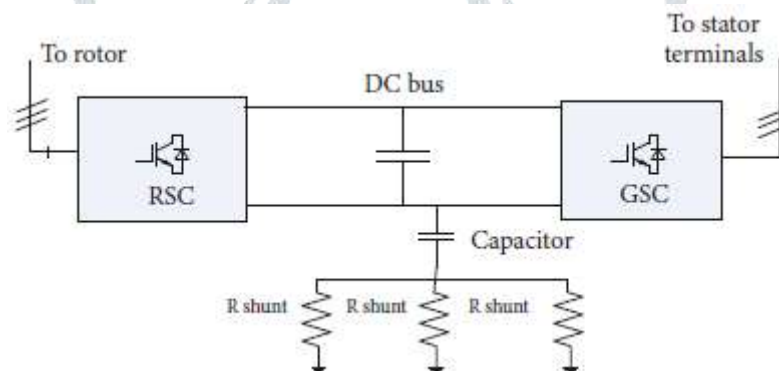 To rotor
To stator
terminals
DC bus
RSC
GSC
Capacitor
R shunt
R shunt
R shunt